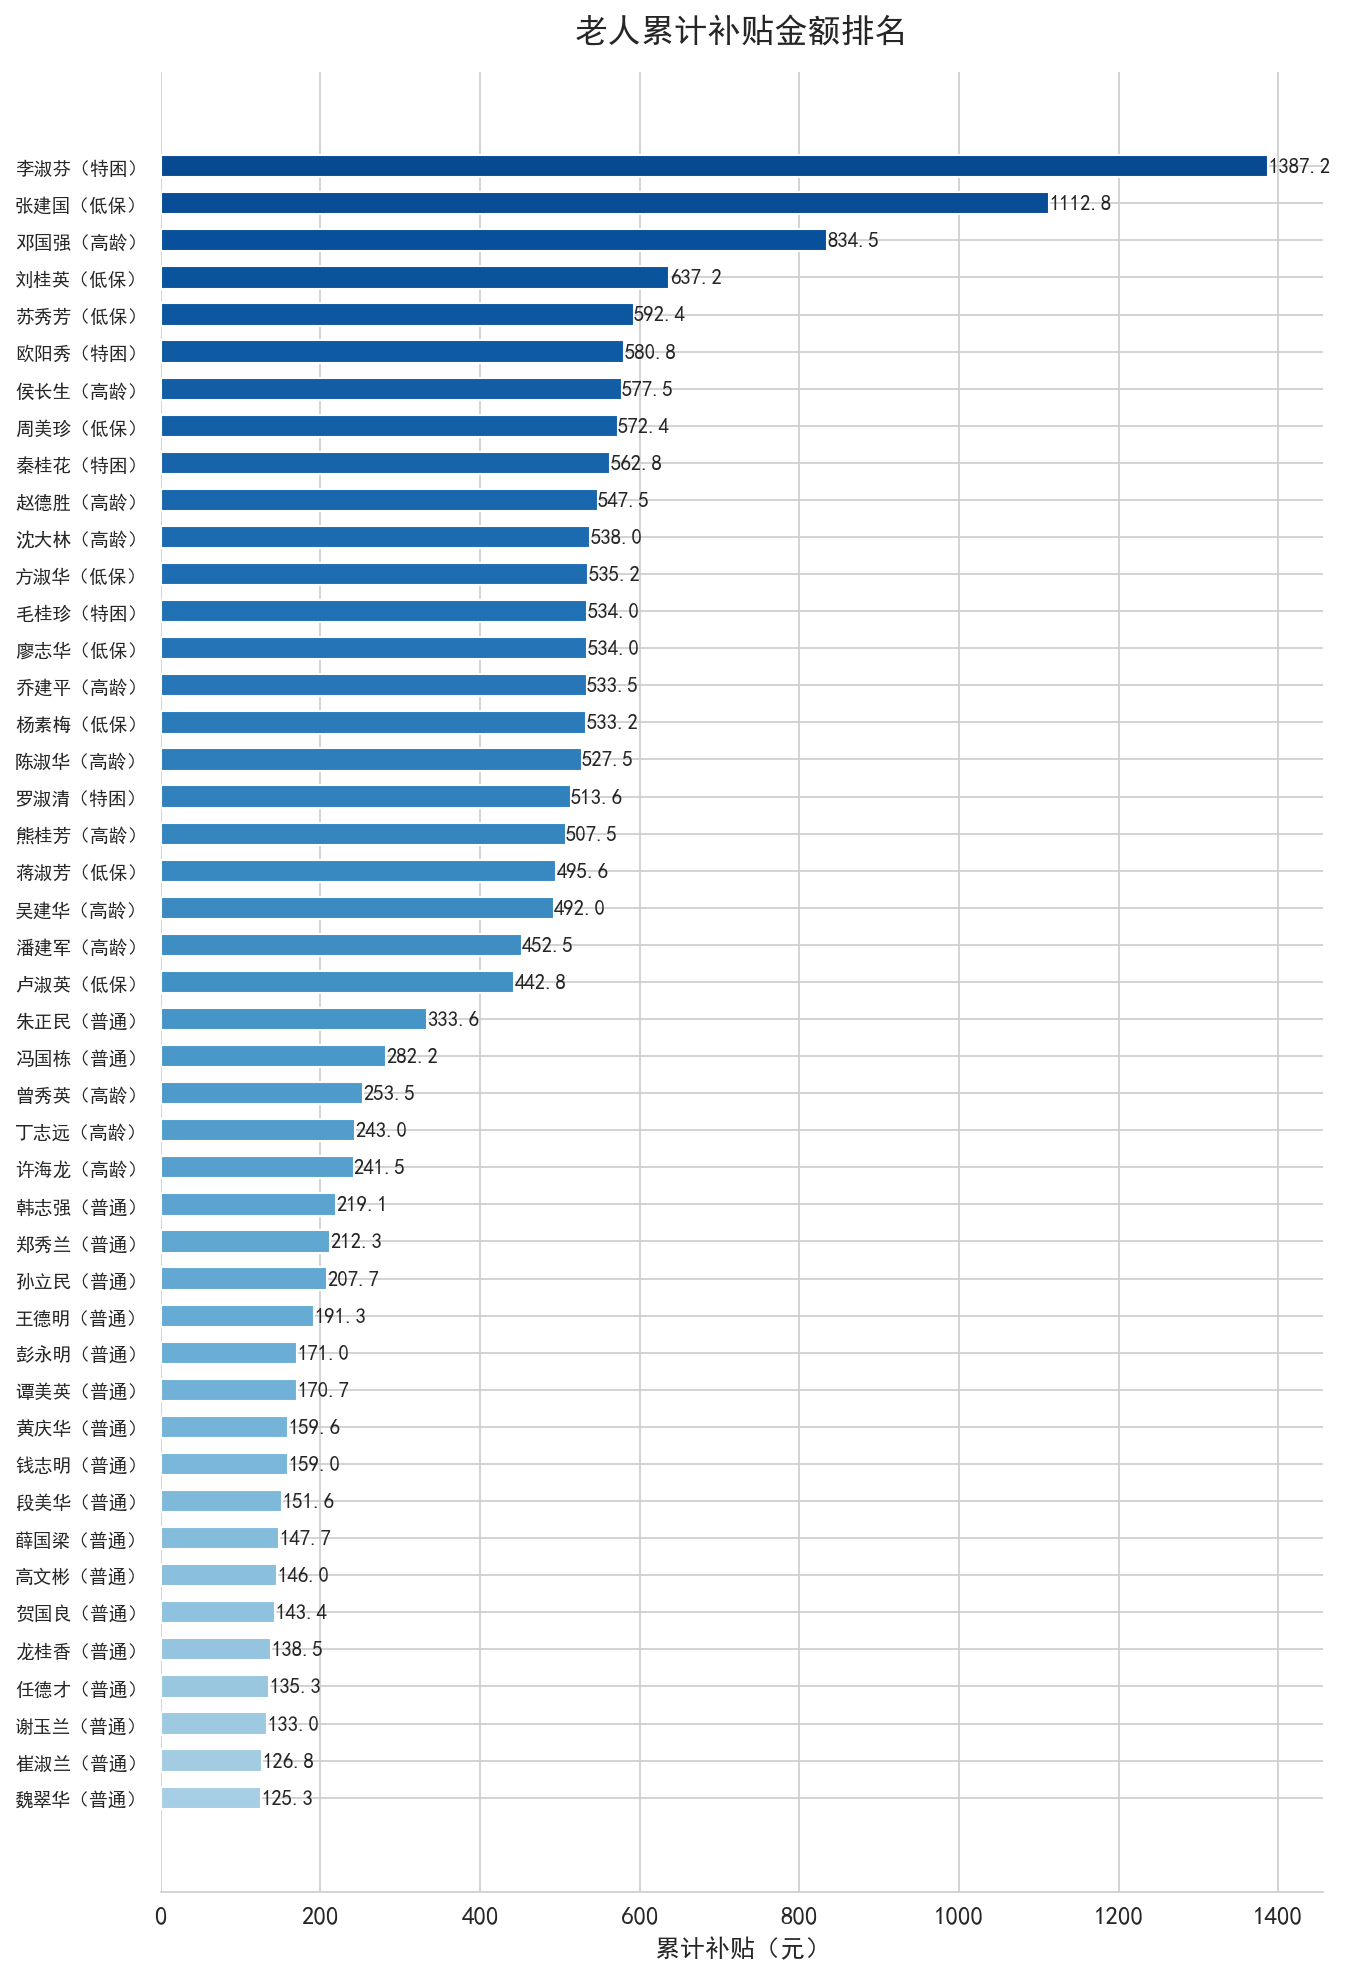 老人累计补贴金额排名
李淑芬（特困） 1387.2
张建国（低保） 1112.8
邓国强（高龄） 834.5
刘桂英（低保） 637.2
苏秀芳（低保） 592.4
欧阳秀（特困） 580.8
侯长生（高龄） 577.5
周美珍（低保） 572.4
秦桂花（特困） 562.8
赵德胜（高龄） 547.5
沈大林（高龄） 538.0
方淑华（低保） 535.2
毛桂珍（特困） 534.0
廖志华（低保） 534.0
乔建平（高龄） 533.5
杨素梅（低保） 533.2
陈淑华（高龄） 527.5
罗淑清（特困） 513.6
熊桂芳（高龄） 507.5
蒋淑芳（低保） 495.6
吴建华（高龄） 492.0
潘建军（高龄） 452.5
卢淑英（低保） 442.8
朱正民（普通） 333.6
冯国栋（普通） 282.2
曾秀英（高龄） 253.5
丁志远（高龄） 243.0
许海龙（高龄） 241.5
韩志强（普通） 219.1
郑秀兰（普通） 212.3
孙立民（普通） 207.7
王德明（普通） 191.3
彭永明（普通） 171.0
谭美英（普通） 170.7
黄庆华（普通） 159.6
钱志明（普通） 159.0
段美华（普通） 151.6
薛国梁（普通） 147.7
高文彬（普通） 146.0
贺国良（普通） 143.4
龙桂香（普通） 138.5
任德才（普通） 135.3
谢玉兰（普通） 133.0
崔淑兰（普通） 126.8
魏翠华（普通） 125.3
0 200 400 600 800 1000 1200 1400
累计补贴（元）